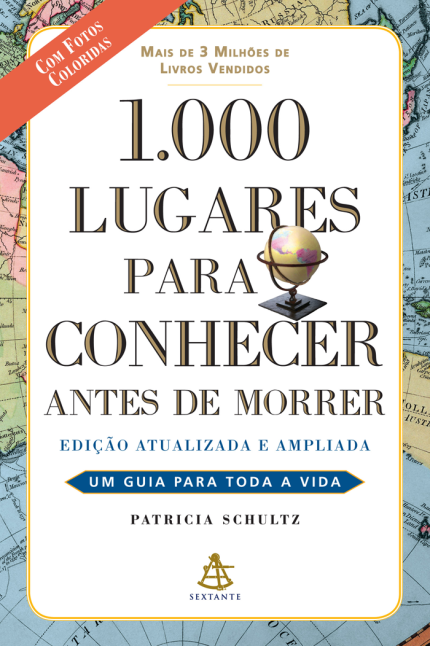 Com Fotos
Coloridas
Mais de 3 Milhões de
Livros Vendidos
1.000
LUGARES
PARA
CONHECER
ANTES DE MORRER
EDIÇÃO ATUALIZADA E AMPLIADA
UM GUIA PARA TODA A VIDA
PATRICIA SCHULTZ
SEXTANTE